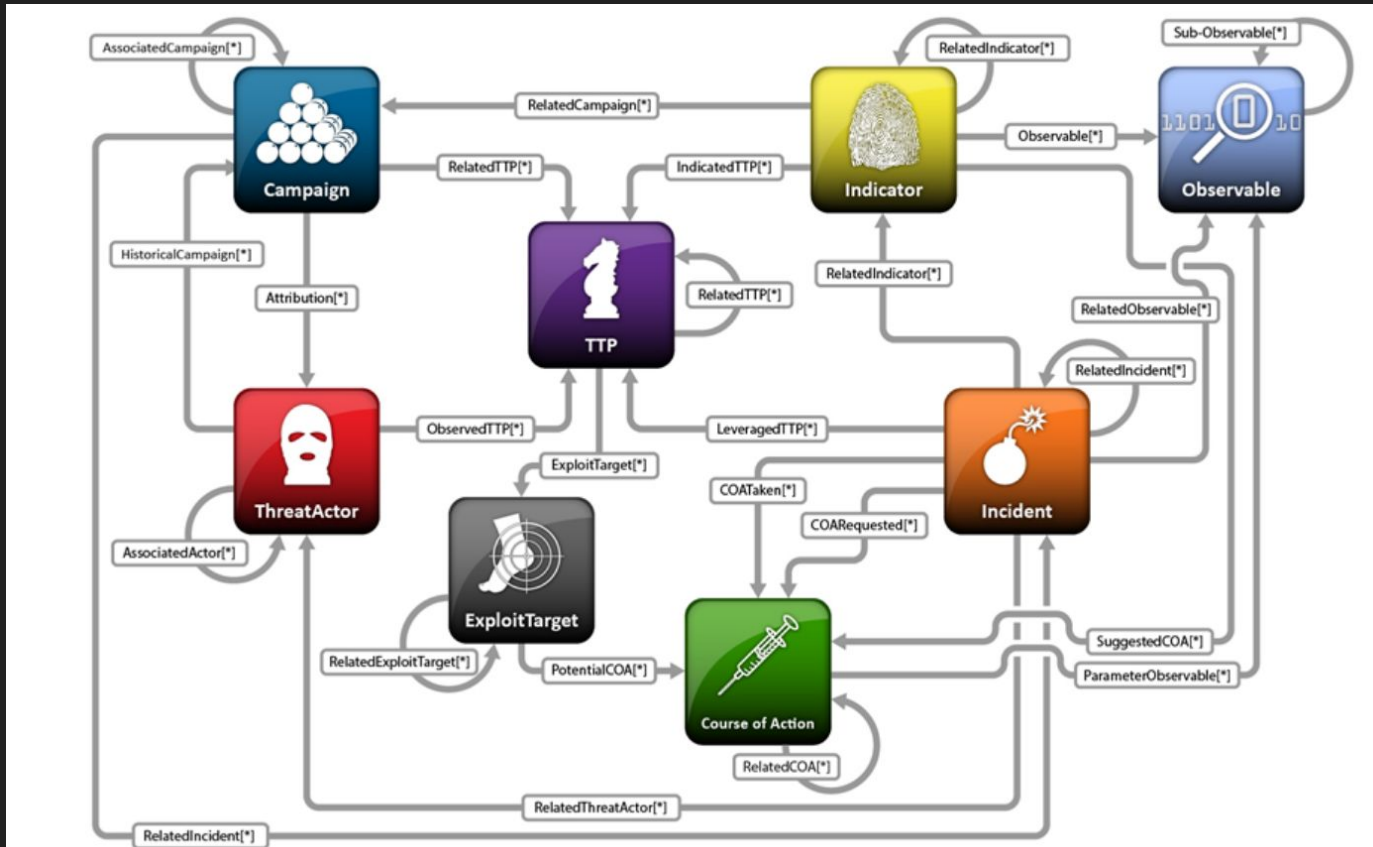 AssociatedCampaign[*]
RelatedIndicator[*]
Sub-Observable[*]
RelatedCampaign[*]
1101 0 10
Observable[*]
RelatedTTP[*]
IndicatedTTP[*]
Campaign
Indicator
Observable
HistoricalCampaign[*]
RelatedIndicator[*]
Attribution[*]
RelatedTTP[*]
RelatedObservable[*]
TTP
RelatedIncident[*]
ObservedTTP[*]
LeveragedTTP[*]
ExploitTarget[*]
COATaken[*]
ThreatActor
Incident
COARequested[*]
AssociatedActor[*]
ExploitTarget
SuggestedCOA[*]
RelatedExploitTarget[*]
PotentialCOA[*]
ParameterObservable[*]
Course of Action
RelatedCOA[*]
RelatedThreatActor[*]
RelatedIncident[*]